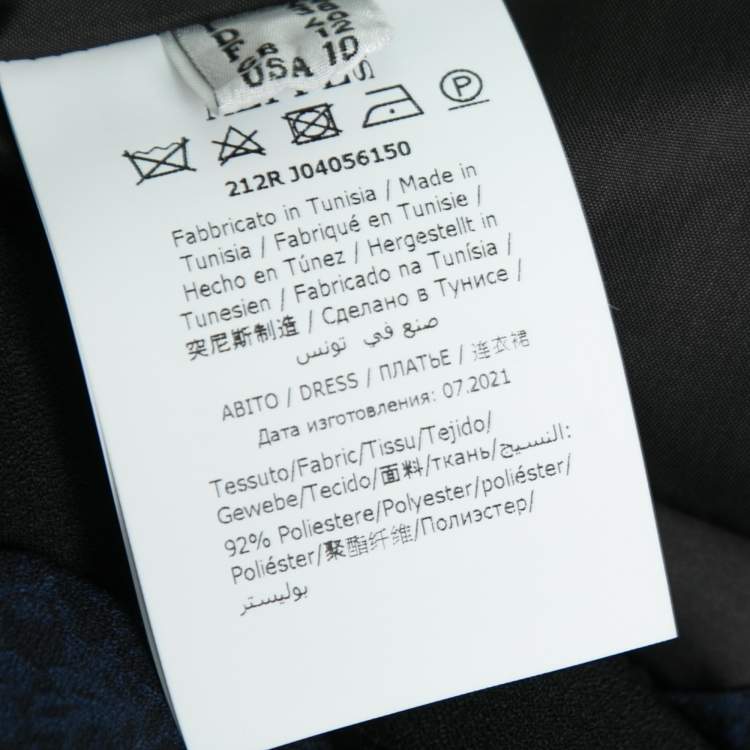 USA 10
P
212R J04056150
Fabbricato in Tunisia / Made in
Tunisia / Fabriqué en Tunisie /
Hecho en Túnez / Hergestellt in
Tunesien / Fabricado na Tunísia /
突尼斯制造 / Сделано в Тунисе /
صنع في تونس
ABITO / DRESS / ПЛАТЬЕ / 连衣裙
Дата изготовления: 07.2021
Tessuto/Fabric/Tissu/Tejido/
Gewebe/Tecido/面料/ткань/النسيج:
92% Poliestere/Polyester/poliéster/
Poliéster/聚酯纤维/Полиэстер/
بوليستر